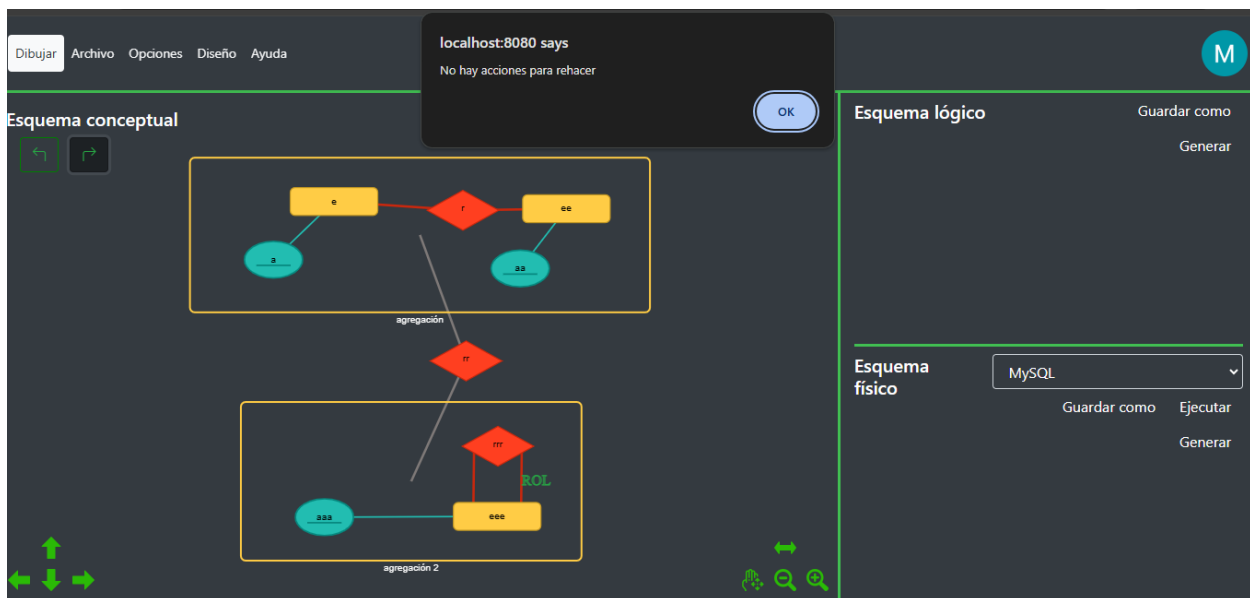 localhost:8080 says
No hay acciones para rehacer
OK
Dibujar Archivo Opciones Diseño Ayuda
M
Esquema conceptual
e
r
ee
a
aa
agregación
rr
rrr
ROL
aaa
eee
agregación 2
Esquema lógico
Guardar como
Generar
Esquema físico
MySQL
Guardar como Ejecutar
Generar